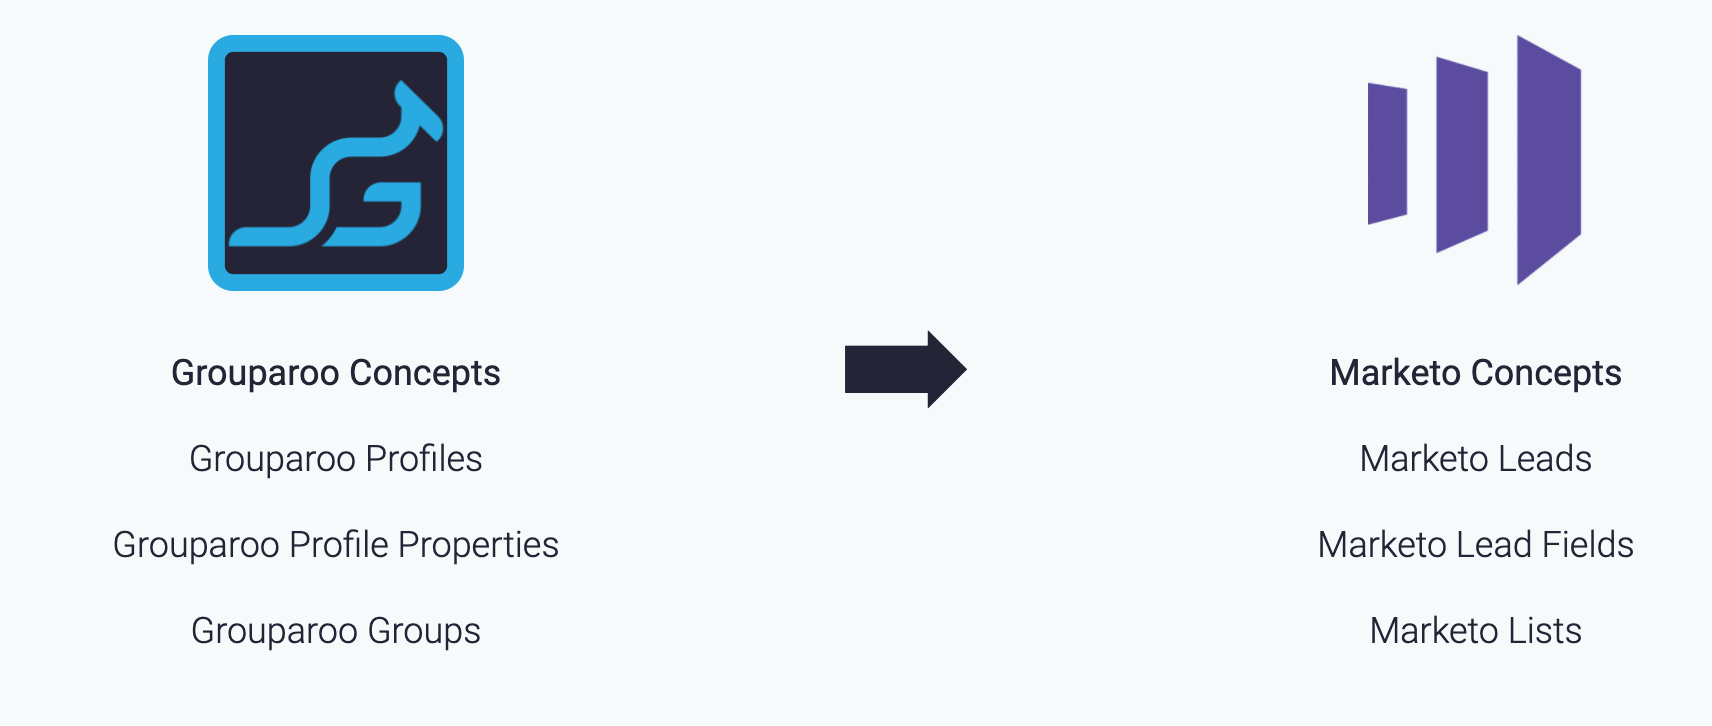 Grouparoo Concepts
Marketo Concepts
Grouparoo Profiles
Marketo Leads
Grouparoo Profile Properties
Marketo Lead Fields
Grouparoo Groups
Marketo Lists